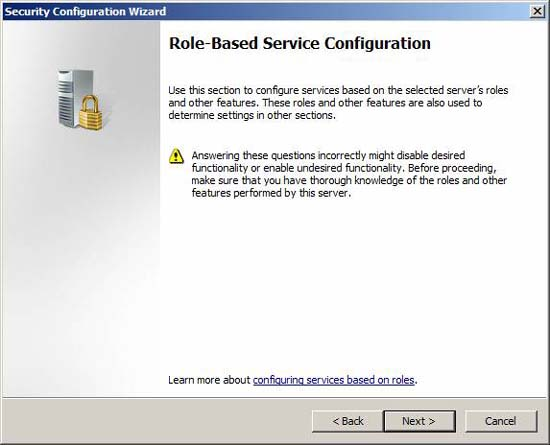 Security Configuration Wizard
Role-Based Service Configuration
Use this section to configure services based on the selected server's roles
and other features. These roles and other features are also used to
determine settings in other sections.
Answering these questions incorrectly might disable desired
functionality or enable undesired functionality. Before proceeding,
make sure that you have thorough knowledge of the roles and other
features performed by this server.
Learn more about configuring services based on roles.
< Back Next > Cancel